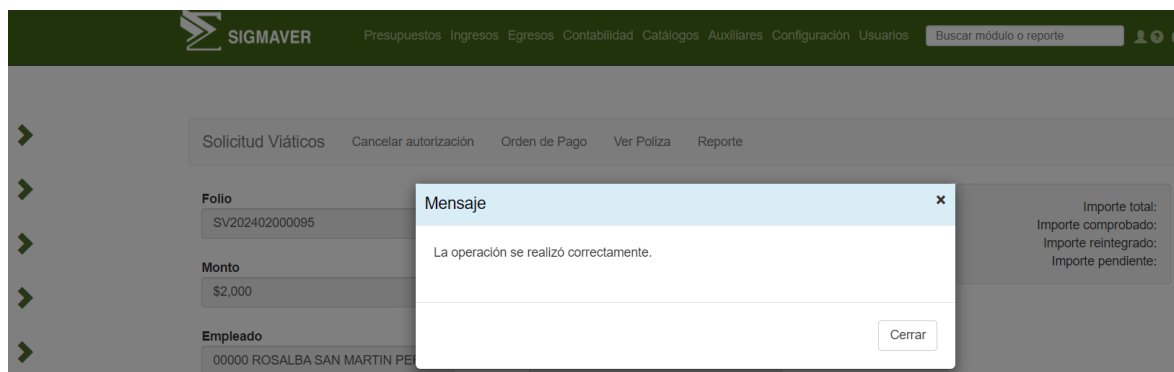 SIGMAVER
Presupuestos Ingresos Egresos Contabilidad Catálogos Auxiliares Configuración Usuarios
Buscar módulo o reporte
Solicitud Viáticos Cancelar autorización Orden de Pago Ver Poliza Reporte
Folio
SV202402000095
Monto
$2,000
Empleado
00000 ROSALBA SAN MARTIN
Mensaje ×
La operación se realizó correctamente.
Cerrar
Importe total:
Importe comprobado:
Importe reintegrado:
Importe pendiente: